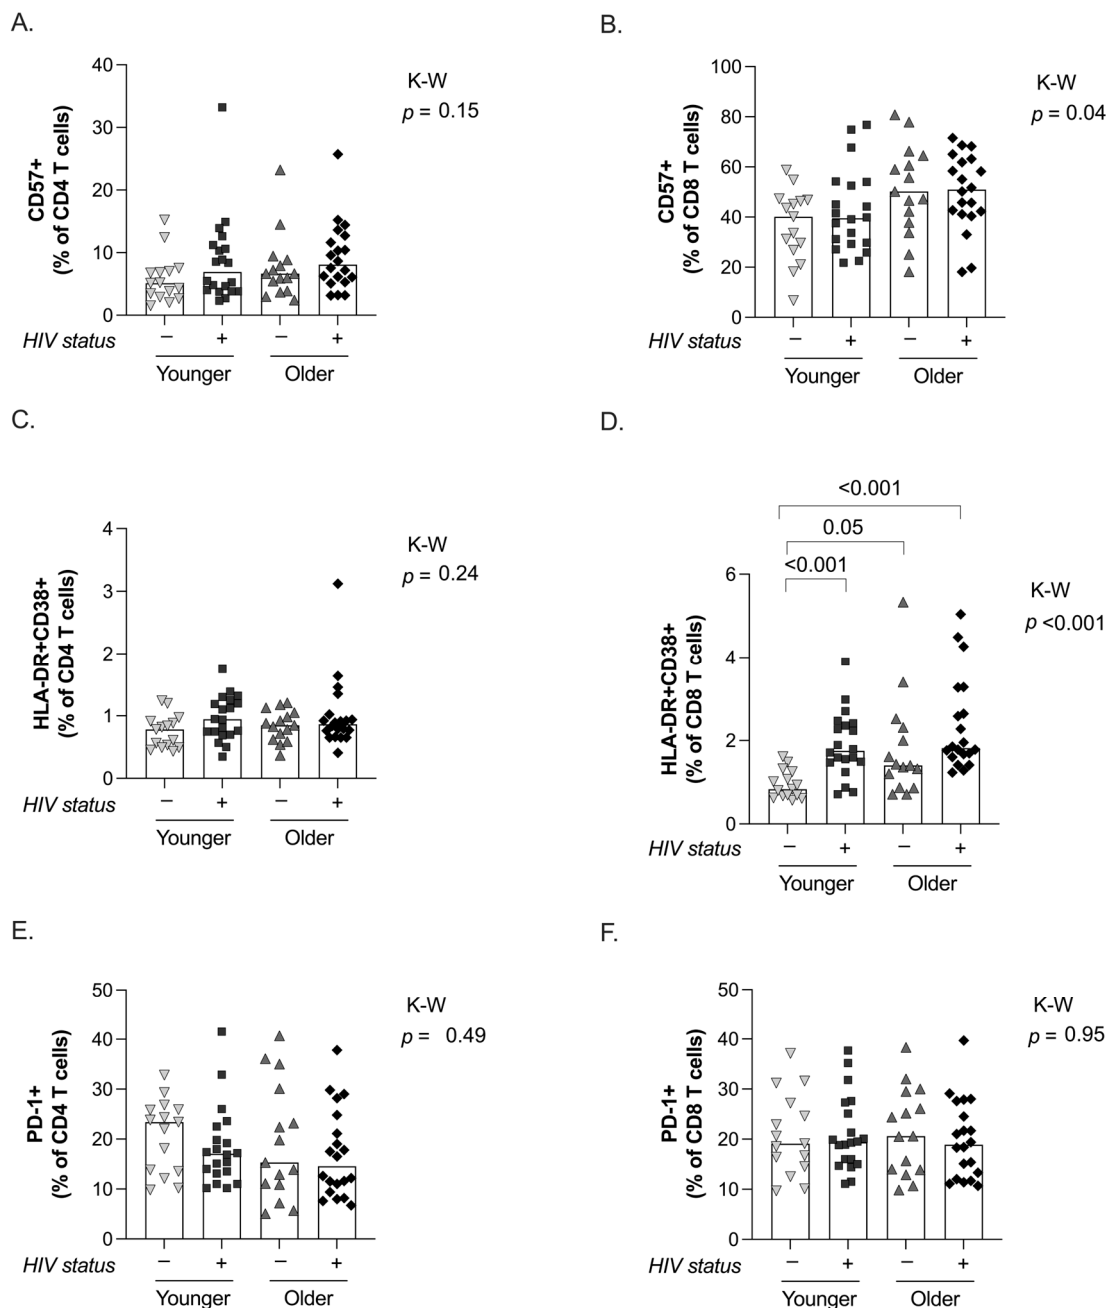 A.
CD57+
(% of CD4 T cells)
40
30
20
10
0
K-W
p = 0.15
HIV status − + − +
Younger Older
B.
CD57+
(% of CD8 T cells)
100
80
60
40
20
0
K-W
p = 0.04
HIV status − + − +
Younger Older
C.
HLA-DR+CD38+
(% of CD4 T cells)
4
3
2
1
0
K-W
p = 0.24
HIV status − + − +
Younger Older
D.
<0.001
0.05
<0.001
HLA-DR+CD38+
(% of CD8 T cells)
6
4
2
0
K-W
p <0.001
HIV status − + − +
Younger Older
E.
PD-1+
(% of CD4 T cells)
50
40
30
20
10
0
K-W
p = 0.49
HIV status − + − +
Younger Older
F.
PD-1+
(% of CD8 T cells)
50
40
30
20
10
0
K-W
p = 0.95
HIV status − + − +
Younger Older